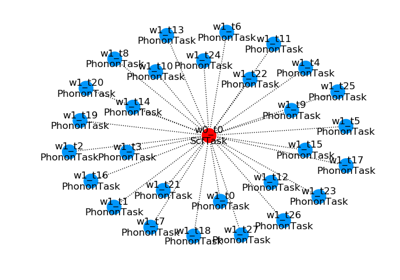 w1_t13
PhononTask
w1_t6
PhononTask
w1_t11
PhononTask
w1_t8
PhononTask
w1_t10
PhononTask
w1_t24
PhononTask
w1_t4
PhononTask
w1_t22
PhononTask
w1_t20
PhononTask
w1_t25
PhononTask
w1_t14
PhononTask
w1_t9
PhononTask
w1_t19
PhononTask
w1_t5
PhononTask
w0_t0
ScfTask
w1_t2
PhononTask
w1_t3
PhononTask
w1_t15
PhononTask
w1_t17
PhononTask
w1_t16
PhononTask
w1_t12
PhononTask
w1_t21
PhononTask
w1_t23
PhononTask
w1_t0
PhononTask
w1_t1
PhononTask
w1_t26
PhononTask
w1_t7
PhononTask
w1_t18
PhononTask
w1_t27
PhononTask